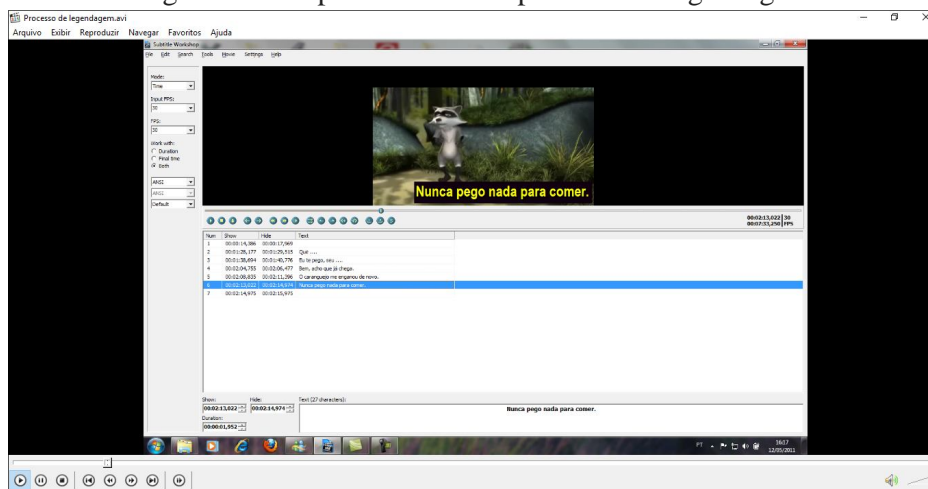 Processo de legendagem.avi
Arquivo Exibir Reproduzir Navegar Favoritos Ajuda
Subtitle Workshop
File Edit Search Tools Movie Settings Help
Mode:
Time
Input FPS:
30
FPS:
30
Work with:
Duration
Final time
Both
ANSI
ANSI
Default
Nunca pego nada para comer.
00:02:13,022 30
00:07:33,250 FPS
Num Show Hide Text
1 00:00:14,386 00:00:17,969
2 00:01:28,177 00:01:29,515 Quê ....
3 00:01:38,694 00:01:40,776 Eu te pego, seu ....
4 00:02:04,755 00:02:06,477 Bem, acho que já chega.
5 00:02:08,835 00:02:11,396 O caranguejo me enganou de novo.
6 00:02:13,022 00:02:14,974 Nunca pego nada para comer.
7 00:02:14,975 00:02:15,975
Show: Hide: Text (27 characters):
00:02:13,022 00:02:14,974 Nunca pego nada para comer.
Duration:
00:00:01,952
PT 16:17
12/05/2011